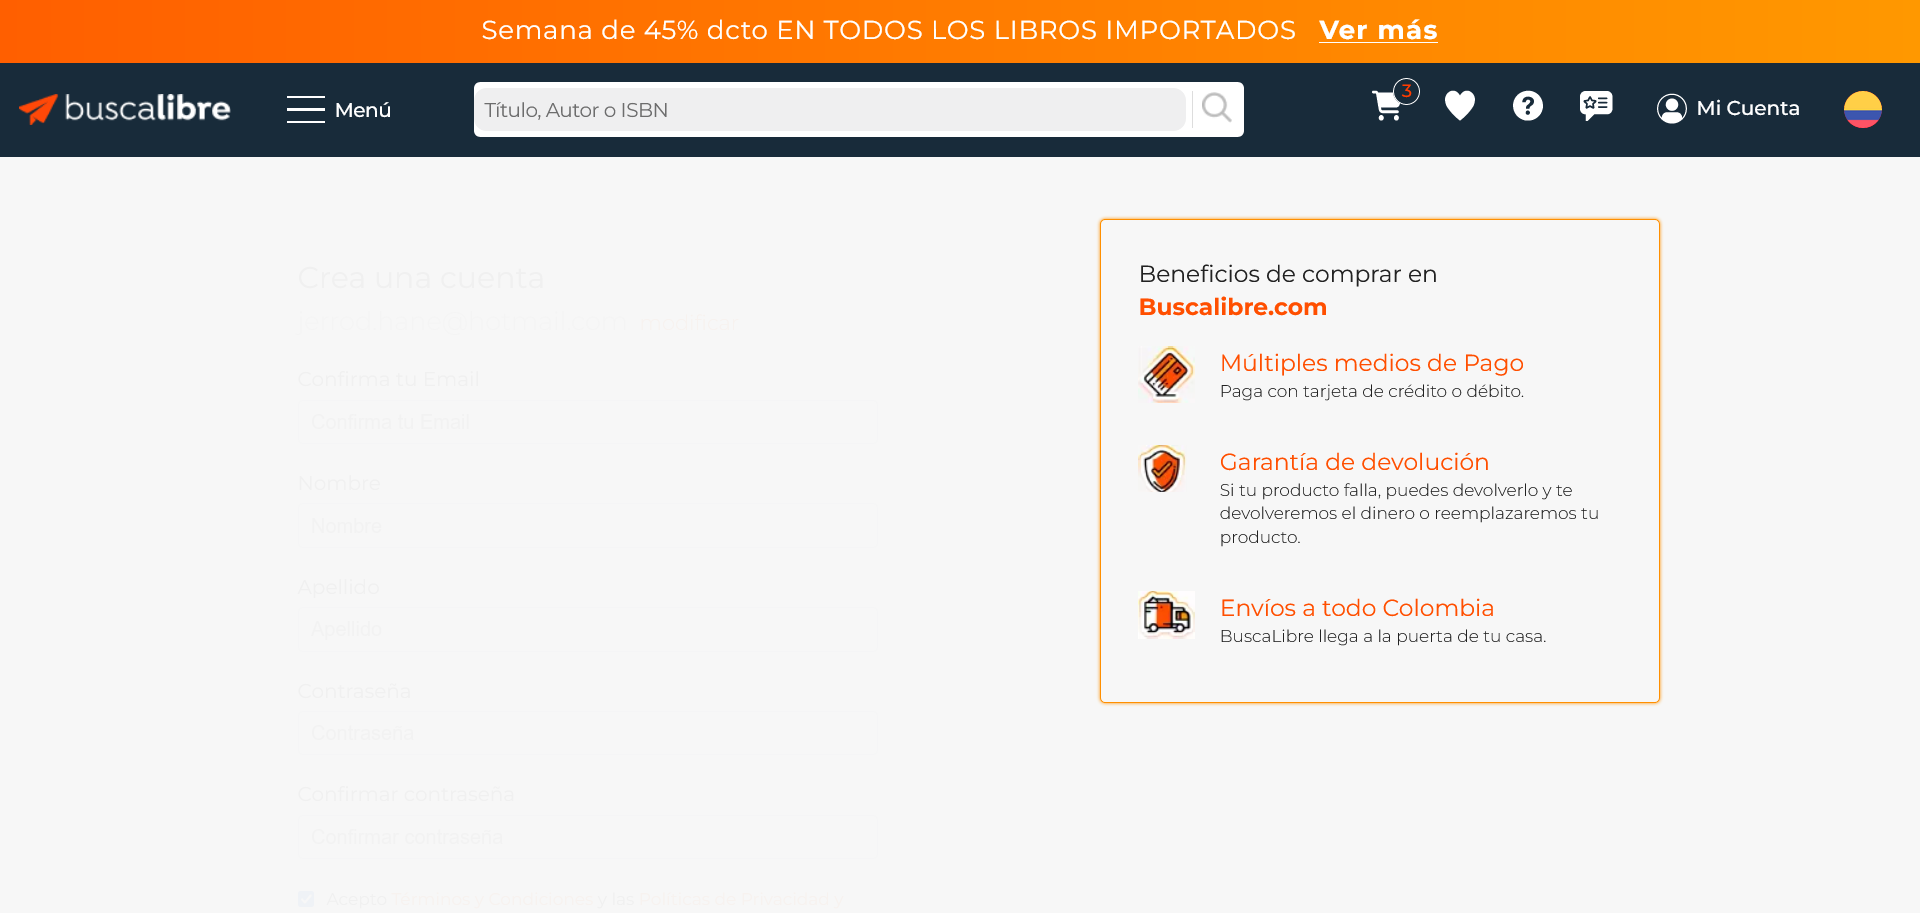 Semana de 45% dcto EN TODOS LOS LIBROS IMPORTADOS Ver más
buscalibre
Menú
Título, Autor o ISBN
3
?
Mi Cuenta
Crea una cuenta
Confirma tu Email
Confirma tu Email
Nombre
Nombre
Apellido
Apellido
Contraseña
Contraseña
Confirmar contraseña
Confirmar contraseña
Acepto Términos y Condiciones y las Políticas de Privacidad y
Beneficios de comprar en
Buscalibre.com
Múltiples medios de Pago
Paga con tarjeta de crédito o débito.
Garantía de devolución
Si tu producto falla, puedes devolverlo y te
devolveremos el dinero o reemplazaremos tu
producto.
Envíos a todo Colombia
BuscaLibre llega a la puerta de tu casa.